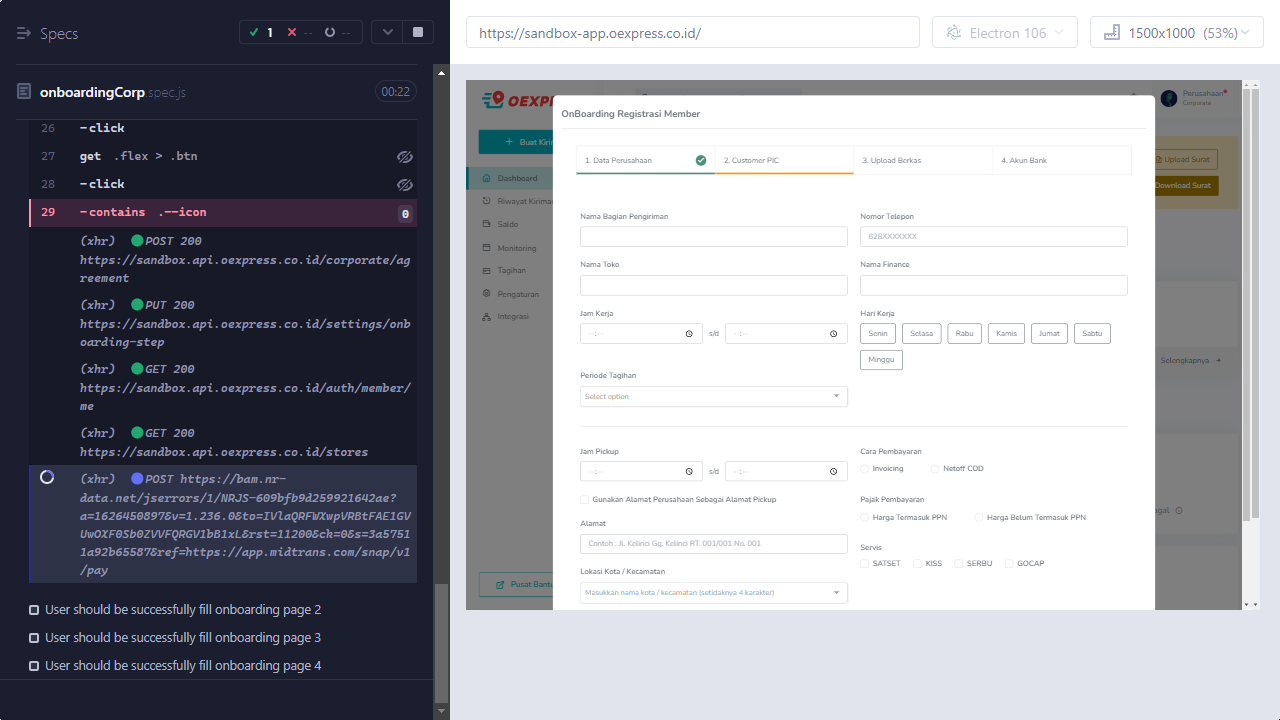 Specs
1
--
--
onboardingCorp.spec.js
00:22
26 -click
27 get .flex > .btn
28 -click
29 -contains .--icon 0
(xhr) POST 200
https://sandbox.api.oexpress.co.id/corporate/ag
reement
(xhr) PUT 200
https://sandbox.api.oexpress.co.id/settings/onb
oarding-step
(xhr) GET 200
https://sandbox.api.oexpress.co.id/auth/member/
me
(xhr) GET 200
https://sandbox.api.oexpress.co.id/stores
(xhr) POST https://bam.nr-
data.net/jserrors/1/NRJS-609bfb9d259921642ae?
a=1626450897&v=1.236.0&to=IVlaQRFWXwpVRBtFAE1GV
UwOXF0Sb0ZVVFQRGV1bB1xL&rst=11200&ck=0&s=3a5751
1a92b65587&ref=https://app.midtrans.com/snap/v1
/pay
User should be successfully fill onboarding page 2
User should be successfully fill onboarding page 3
User should be successfully fill onboarding page 4
https://sandbox-app.oexpress.co.id/
Electron 106
1500x1000 (53%)
OEXP
Perusahaan
Corporate
+ Buat Kirim
Dashboard
Riwayat Kirima
Saldo
Monitoring
Tagihan
Pengaturan
Integrasi
Pusat Bantu
Upload Surat
Download Surat
Selengkapnya +
gal
OnBoarding Registrasi Member
1. Data Perusahaan
2. Customer PIC
3. Upload Berkas
4. Akun Bank
Nama Bagian Pengiriman
Nomor Telepon
628XXXXXXX
Nama Toko
Nama Finance
Jam Kerja
--:-- s/d --:--
Hari Kerja
Senin Selasa Rabu Kamis Jumat Sabtu
Minggu
Periode Tagihan
Select option
Jam Pickup
--:-- s/d --:--
Cara Pembayaran
Invoicing Netoff COD
Gunakan Alamat Perusahaan Sebagai Alamat Pickup
Pajak Pembayaran
Harga Termasuk PPN Harga Belum Termasuk PPN
Alamat
Contoh : Jl. Kelinci Gg. Kelinci RT. 001/001 No. 001
Servis
SATSET KISS SERBU GOCAP
Lokasi Kota / Kecamatan
Masukkan nama kota / kecamatan (setidaknya 4 karakter)